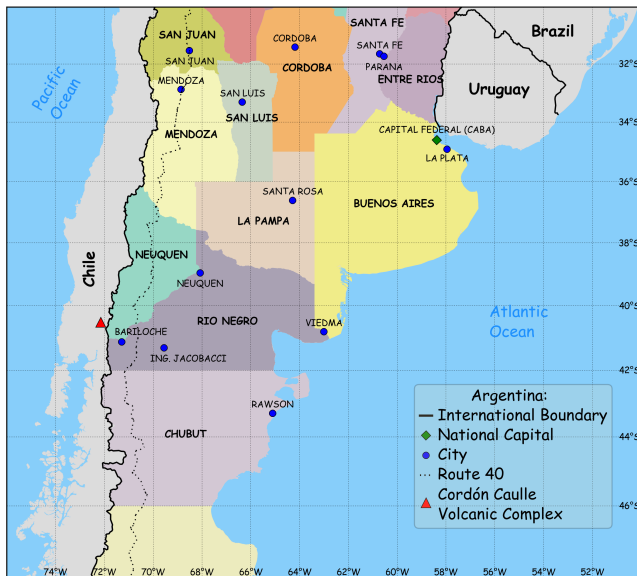 SANTA FE
Brazil
SAN JUAN
CORDOBA
SANTA FE
SAN JUAN
CORDOBA
PARANA
32°S
MENDOZA
ENTRE RIOS
Pacific
Ocean
SAN LUIS
Uruguay
SAN LUIS
MENDOZA
CAPITAL FEDERAL (CABA)
34°S
LA PLATA
36°S
SANTA ROSA
BUENOS AIRES
LA PAMPA
38°S
NEUQUEN
Chile
NEUQUEN
40°S
Atlantic
Ocean
RIO NEGRO
VIEDMA
BARILOCHE
ING. JACOBACCI
42°S
Argentina:
RAWSON
International Boundary
CHUBUT
National Capital
44°S
City
Route 40
Cordón Caulle
Volcanic Complex
46°S
74°W
72°W
70°W
68°W
66°W
64°W
62°W
60°W
58°W
56°W
54°W
52°W